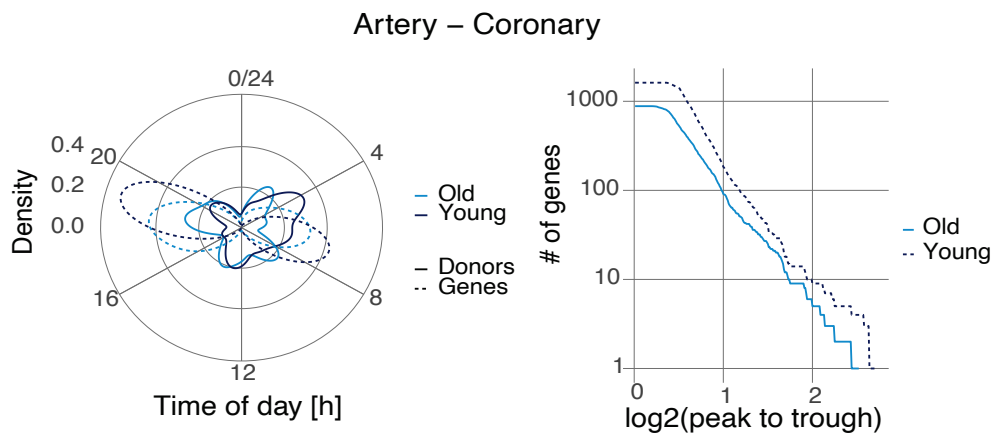 Artery – Coronary
0/24
4
8
12
16
20
0.4
0.2
0.0
Density
Time of day [h]
Old
Young
Donors
Genes
# of genes
1000
100
10
1
0
1
2
log2(peak to trough)
Old
Young